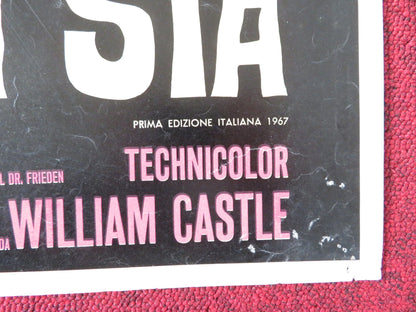 SIA
PRIMA EDIZIONE ITALIANA 1967
L DR. FRIEDEN TECHNICOLOR
DA WILLIAM CASTLE